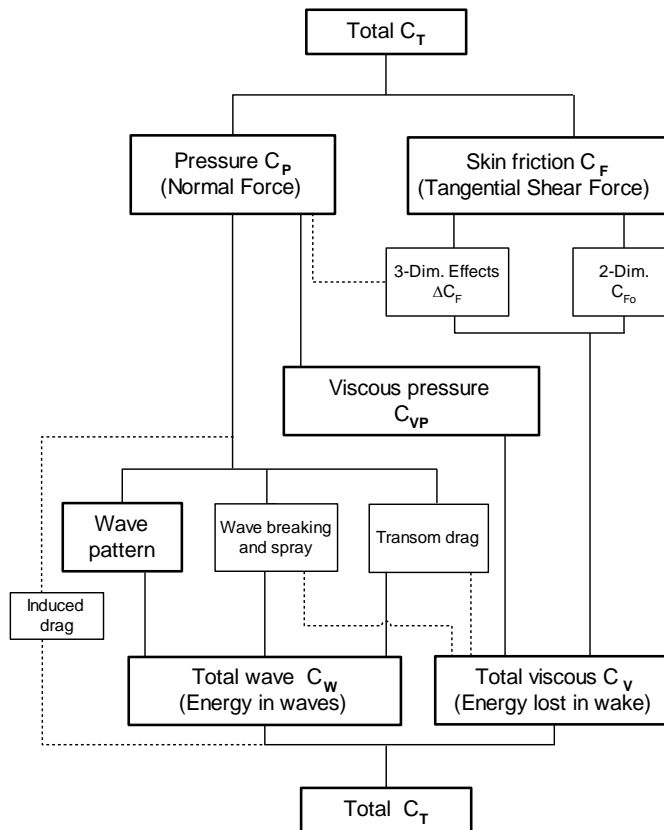 Total C_T
Pressure C_P
(Normal Force)
Skin friction C_F
(Tangential Shear Force)
3-Dim. Effects
ΔC_F
2-Dim.
C_Fo
Viscous pressure
C_VP
Wave
pattern
Wave breaking
and spray
Transom drag
Induced
drag
Total wave C_W
(Energy in waves)
Total viscous C_V
(Energy lost in wake)
Total C_T